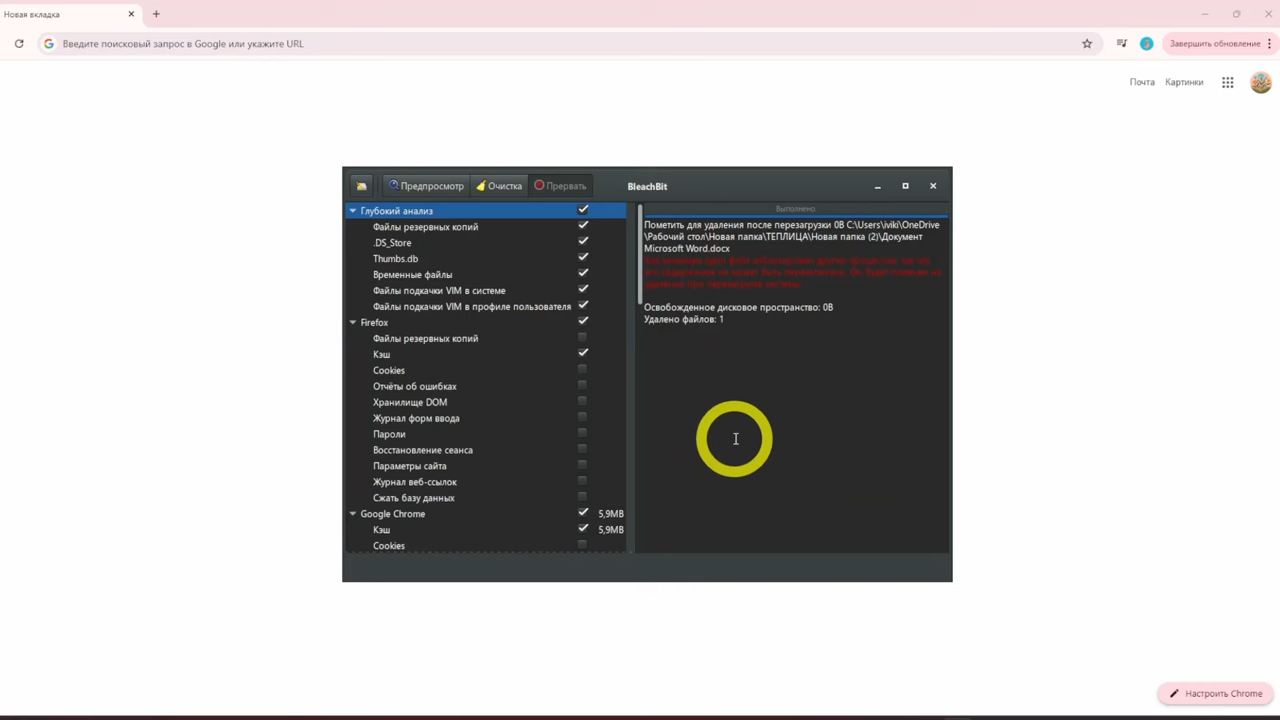 Новая вкладка
Введите поисковый запрос в Google или укажите URL
Завершить обновление
Почта
Картинки
Предпросмотр
Очистка
Прервать
BleachBit
Глубокий анализ
Файлы резервных копий
.DS_Store
Thumbs.db
Временные файлы
Файлы подкачки VIM в системе
Файлы подкачки VIM в профиле пользователя
Firefox
Файлы резервных копий
Кэш
Cookies
Отчёты об ошибках
Хранилище DOM
Журнал форм ввода
Пароли
Восстановление сеанса
Параметры сайта
Журнал веб-ссылок
Сжать базу данных
Google Chrome 5,9MB
Кэш 5,9MB
Cookies
Выполнено
Пометить для удаления после перезагрузки 0B C:\Users\iviki\OneDrive
\Рабочий стол\Новая папка\ТЕПЛИЦА\Новая папка (2)\Документ
Microsoft Word.docx
Освобожденное дисковое пространство: 0B
Удалено файлов: 1
Настроить Chrome